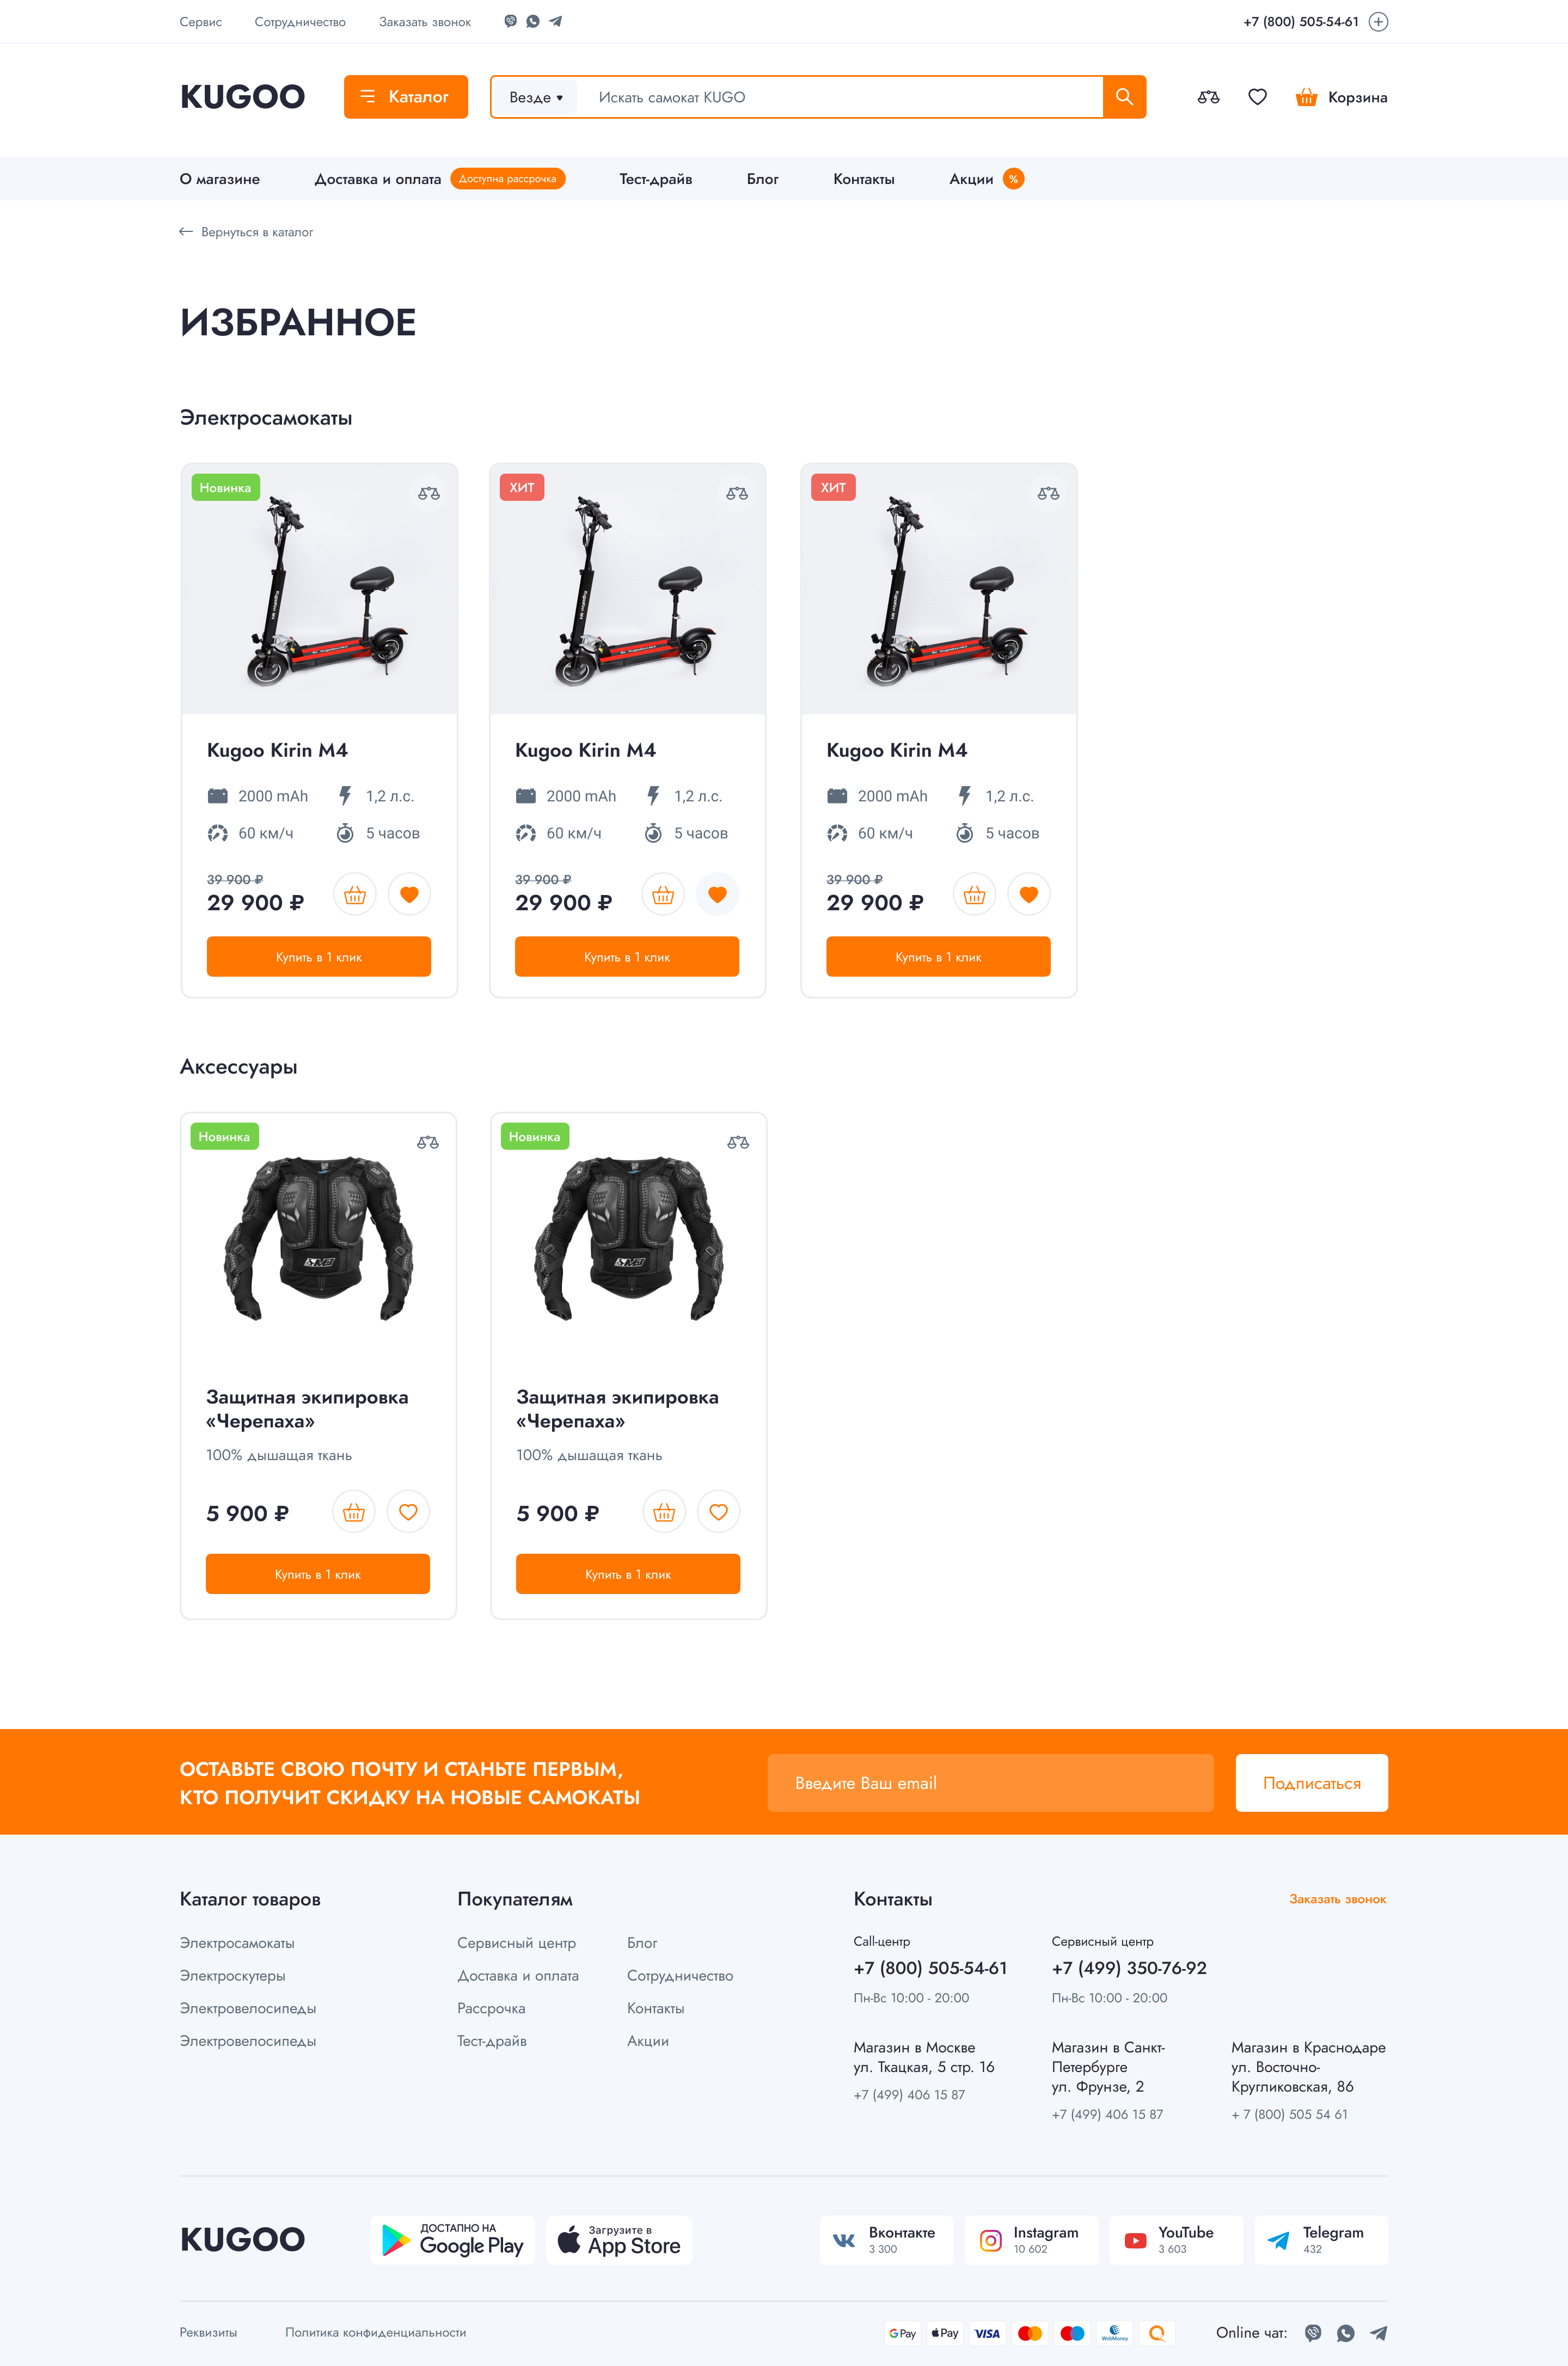 Сервис Сотрудничество Заказать звонок +7 (800) 505-54-61
KUGOO Каталог Везде Искать самокат KUGO Корзина
О магазине Доставка и оплата Доступна рассрочка Тест-драйв Блог Контакты Акции %
Вернуться в каталог
ИЗБРАННОЕ
Электросамокаты
Новинка ХИТ ХИТ
Kugoo Kirin M4 Kugoo Kirin M4 Kugoo Kirin M4
2000 mAh 1,2 л.с. 2000 mAh 1,2 л.с. 2000 mAh 1,2 л.с.
60 км/ч 5 часов 60 км/ч 5 часов 60 км/ч 5 часов
39 900 ₽ 39 900 ₽ 39 900 ₽
29 900 ₽ 29 900 ₽ 29 900 ₽
Купить в 1 клик Купить в 1 клик Купить в 1 клик
Аксессуары
Новинка Новинка
Защитная экипировка Защитная экипировка
«Черепаха» «Черепаха»
100% дышащая ткань 100% дышащая ткань
5 900 ₽ 5 900 ₽
Купить в 1 клик Купить в 1 клик
ОСТАВЬТЕ СВОЮ ПОЧТУ И СТАНЬТЕ ПЕРВЫМ,
КТО ПОЛУЧИТ СКИДКУ НА НОВЫЕ САМОКАТЫ
Введите Ваш email Подписаться
Каталог товаров Покупателям Контакты Заказать звонок
Электросамокаты Сервисный центр Блог Call-центр Сервисный центр
Электроскутеры Доставка и оплата Сотрудничество +7 (800) 505-54-61 +7 (499) 350-76-92
Электровелосипеды Рассрочка Контакты Пн-Вс 10:00 - 20:00 Пн-Вс 10:00 - 20:00
Электровелосипеды Тест-драйв Акции
Магазин в Москве
ул. Ткацкая, 5 стр. 16
+7 (499) 406 15 87
Магазин в Санкт-
Петербурге
ул. Фрунзе, 2
+7 (499) 406 15 87
Магазин в Краснодаре
ул. Восточно-
Кругликовская, 86
+ 7 (800) 505 54 61
KUGOO
ДОСТАПНО НА
Google Play
Загрузите в
App Store
Вконтакте
3 300
Instagram
10 602
YouTube
3 603
Telegram
432
Реквизиты Политика конфиденциальности G Pay Pay VISA WebMoney Online чат: